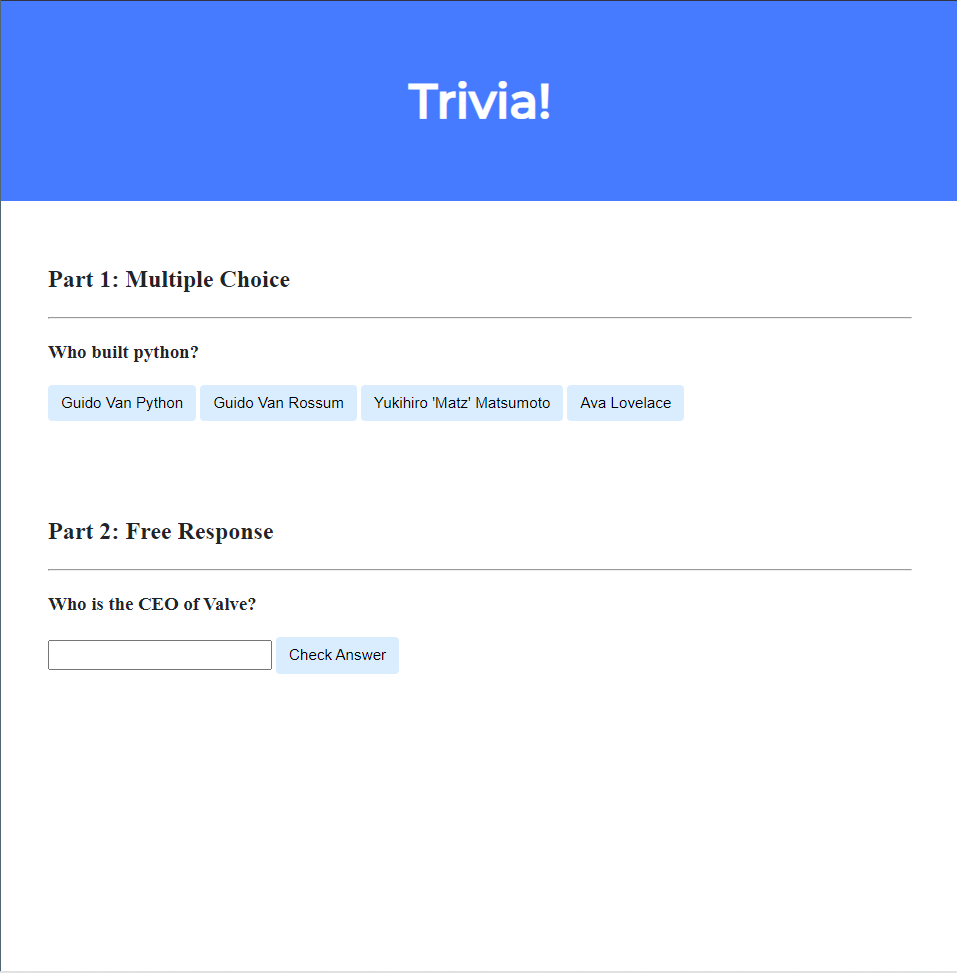 Trivia!
Part 1: Multiple Choice
Who built python?
Guido Van Python Guido Van Rossum Yukihiro 'Matz' Matsumoto Ava Lovelace
Part 2: Free Response
Who is the CEO of Valve?
Check Answer